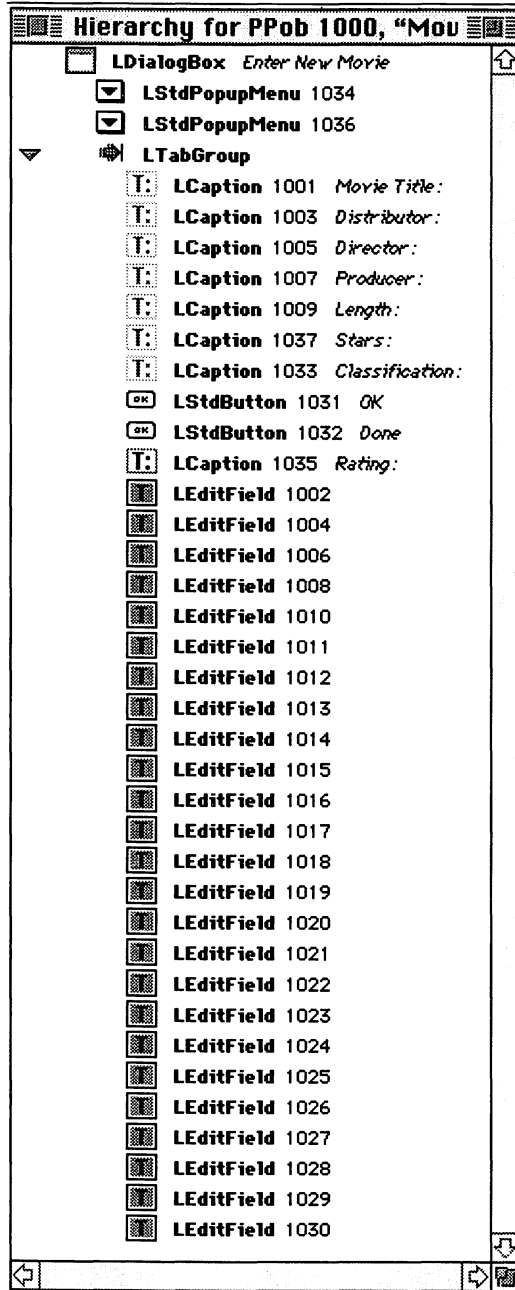 Hierarchy for PPob 1000, “Mov
LDialogBox Enter New Movie
LStdPopupMenu 1034
LStdPopupMenu 1036
LTabGroup
T: LCaption 1001 Movie Title:
T: LCaption 1003 Distributor:
T: LCaption 1005 Director:
T: LCaption 1007 Producer:
T: LCaption 1009 Length:
T: LCaption 1037 Stars:
T: LCaption 1033 Classification:
OK LStdButton 1031 OK
OK LStdButton 1032 Done
T: LCaption 1035 Rating:
T LEditField 1002
T LEditField 1004
T LEditField 1006
T LEditField 1008
T LEditField 1010
T LEditField 1011
T LEditField 1012
T LEditField 1013
T LEditField 1014
T LEditField 1015
T LEditField 1016
T LEditField 1017
T LEditField 1018
T LEditField 1019
T LEditField 1020
T LEditField 1021
T LEditField 1022
T LEditField 1023
T LEditField 1024
T LEditField 1025
T LEditField 1026
T LEditField 1027
T LEditField 1028
T LEditField 1029
T LEditField 1030